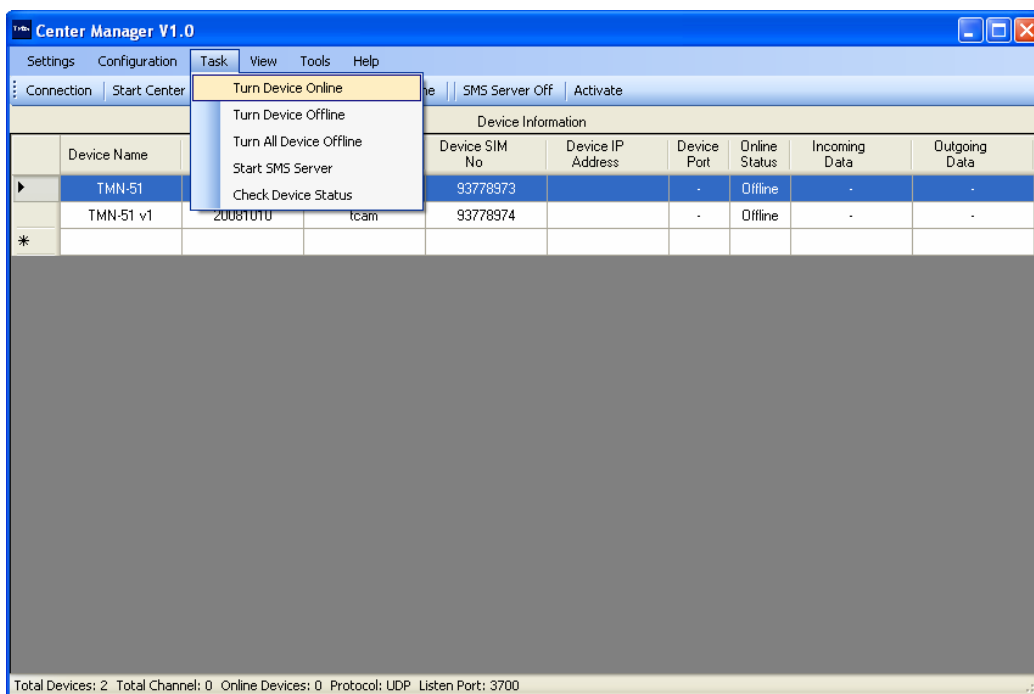 Center Manager V1.0
Settings Configuration Task View Tools Help
Connection Start Center ne SMS Server Off Activate
Turn Device Online
Turn Device Offline
Turn All Device Offline
Start SMS Server
Check Device Status
Device Information
Device Name Device SIM No Device IP Address Device Port Online Status Incoming Data Outgoing Data
TMN-51 93778973 - Offline - -
TMN-51 v1 20081010 tcam 93778974 - Offline - -
Total Devices: 2 Total Channel: 0 Online Devices: 0 Protocol: UDP Listen Port: 3700